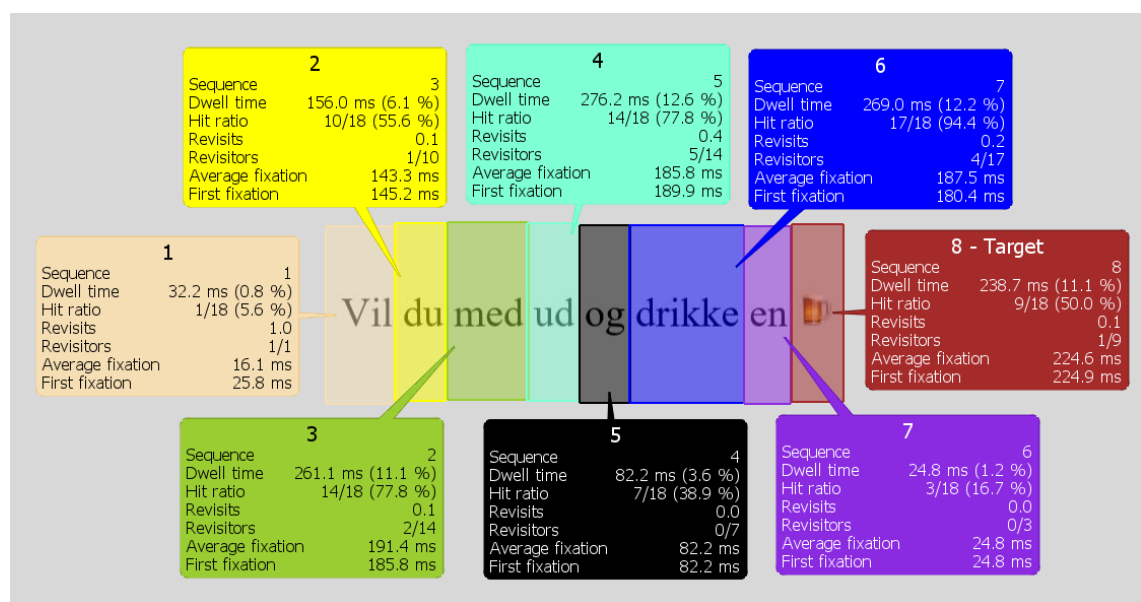 2
Sequence 3
Dwell time 156.0 ms (6.1 %)
Hit ratio 10/18 (55.6 %)
Revisits 0.1
Revisitors 1/10
Average fixation 143.3 ms
First fixation 145.2 ms
4
Sequence 5
Dwell time 276.2 ms (12.6 %)
Hit ratio 14/18 (77.8 %)
Revisits 0.4
Revisitors 5/14
Average fixation 185.8 ms
First fixation 189.9 ms
6
Sequence 7
Dwell time 269.0 ms (12.2 %)
Hit ratio 17/18 (94.4 %)
Revisits 0.2
Revisitors 4/17
Average fixation 187.5 ms
First fixation 180.4 ms
1
Sequence 1
Dwell time 32.2 ms (0.8 %)
Hit ratio 1/18 (5.6 %)
Revisits 1.0
Revisitors 1/1
Average fixation 16.1 ms
First fixation 25.8 ms
Vil du med ud og drikke en
8 - Target
Sequence 8
Dwell time 238.7 ms (11.1 %)
Hit ratio 9/18 (50.0 %)
Revisits 0.1
Revisitors 1/9
Average fixation 224.6 ms
First fixation 224.9 ms
3
Sequence 2
Dwell time 261.1 ms (11.1 %)
Hit ratio 14/18 (77.8 %)
Revisits 0.1
Revisitors 2/14
Average fixation 191.4 ms
First fixation 185.8 ms
5
Sequence 4
Dwell time 82.2 ms (3.6 %)
Hit ratio 7/18 (38.9 %)
Revisits 0.0
Revisitors 0/7
Average fixation 82.2 ms
First fixation 82.2 ms
7
Sequence 6
Dwell time 24.8 ms (1.2 %)
Hit ratio 3/18 (16.7 %)
Revisits 0.0
Revisitors 0/3
Average fixation 24.8 ms
First fixation 24.8 ms